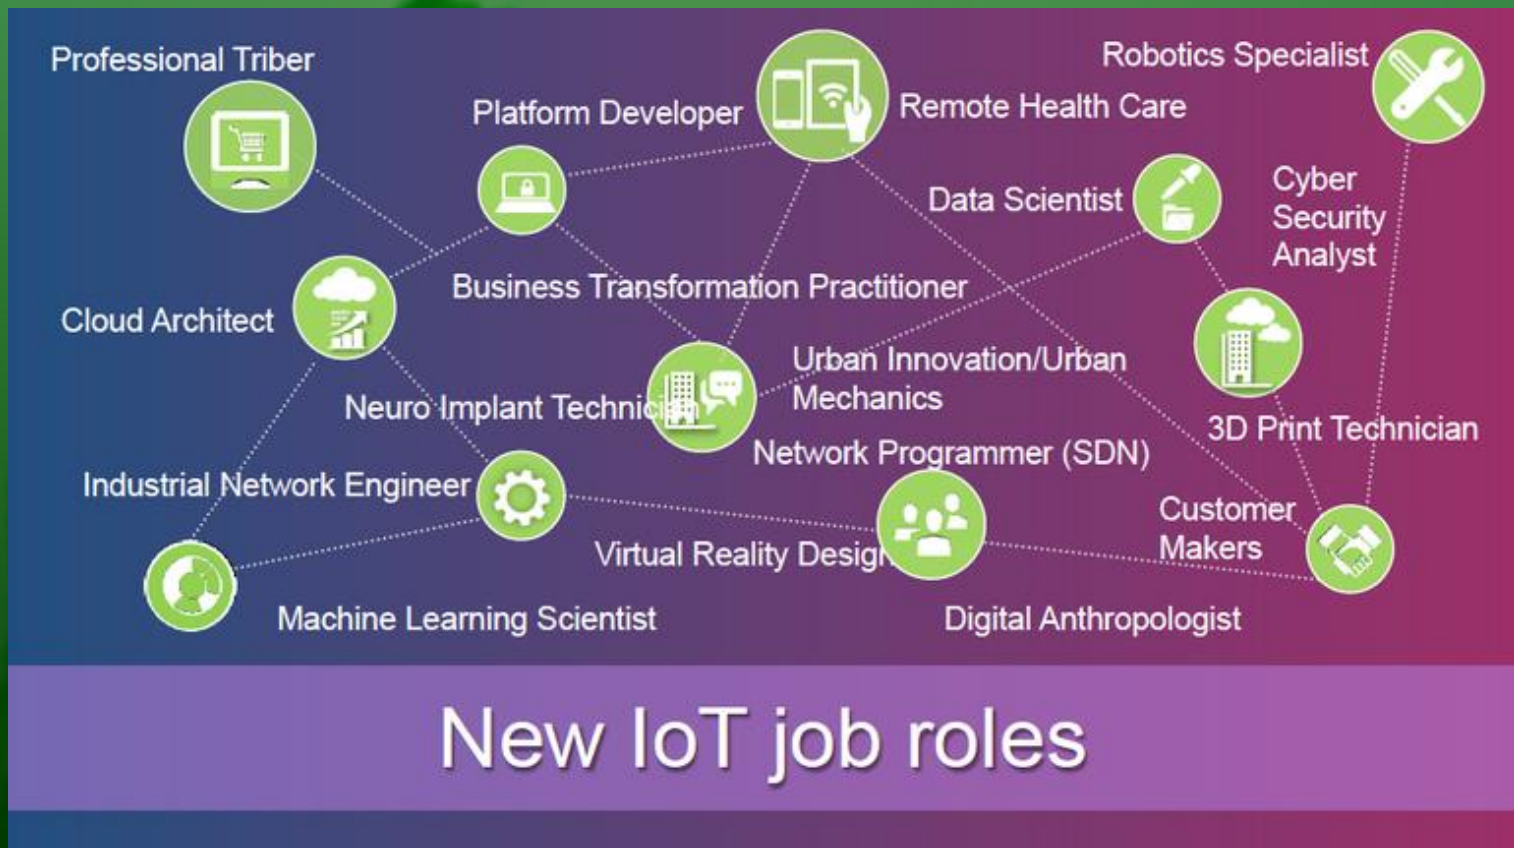 Professional Triber
Robotics Specialist
Platform Developer
Remote Health Care
Data Scientist
Cyber
Security
Analyst
Business Transformation Practitioner
Cloud Architect
Urban Innovation/Urban
Mechanics
Neuro Implant Technician
3D Print Technician
Network Programmer (SDN)
Industrial Network Engineer
Customer
Makers
Virtual Reality Design
Machine Learning Scientist
Digital Anthropologist
New IoT job roles